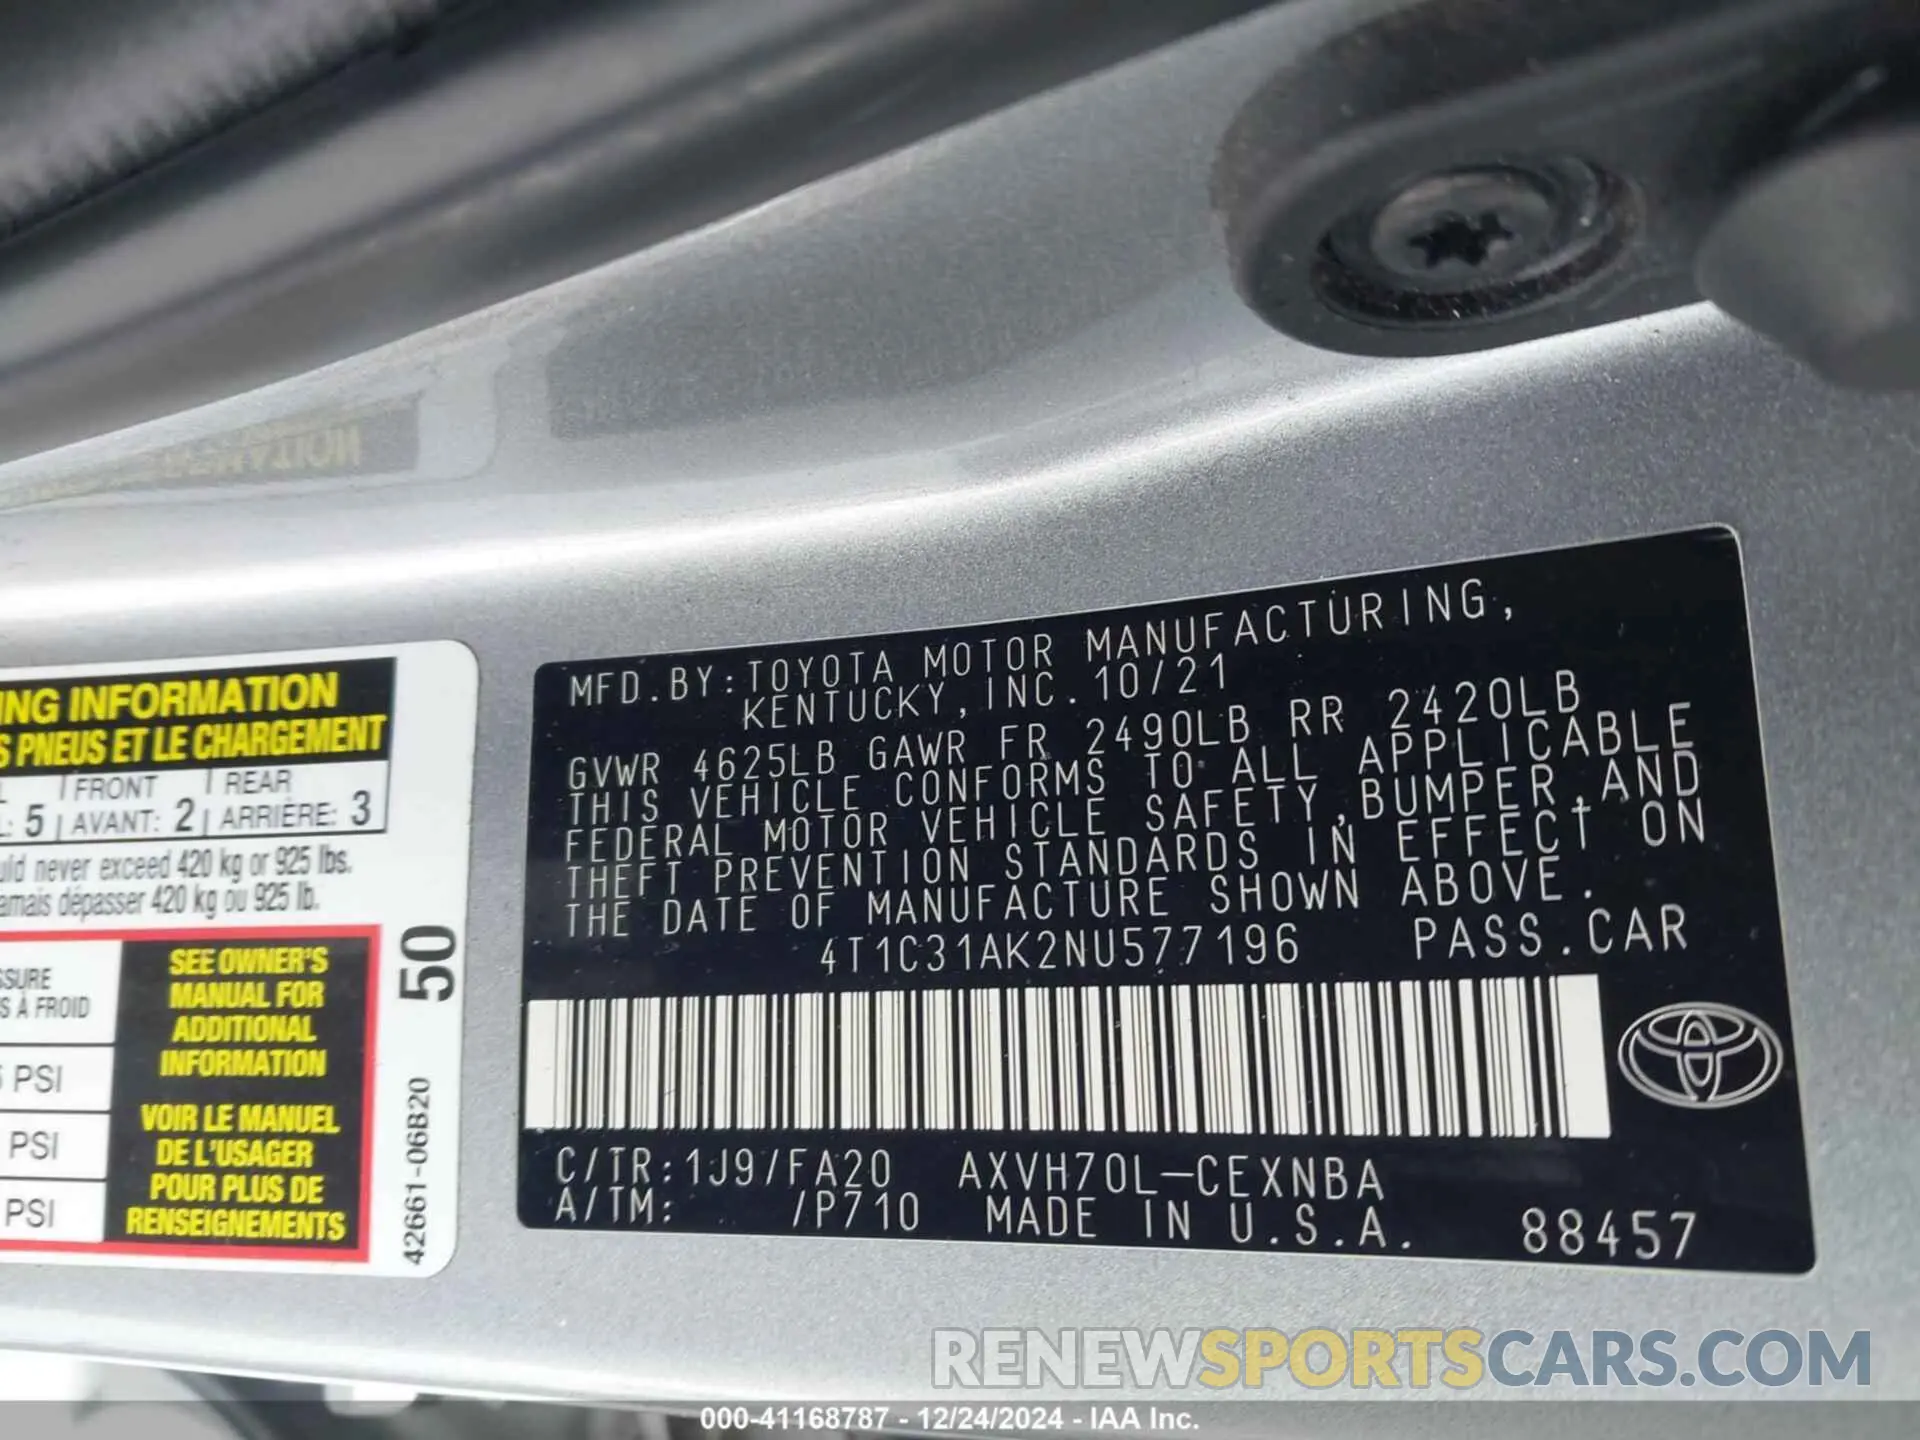 ING INFORMATION
S PNEUS ET LE CHARGEMENT
FRONT REAR
5 AVANT: 2 ARRIÈRE: 3
never exceed 420 kg or 925 lbs.
dépasser 420 kg ou 925 lb.
SSURE
S À FROID
PSI
PSI
PSI
SEE OWNER'S
MANUAL FOR
ADDITIONAL
INFORMATION
VOIR LE MANUEL
DE L'USAGER
POUR PLUS DE
RENSEIGNEMENTS
50
42661-06B20
MFD.BY:TOYOTA MOTOR MANUFACTURING,
KENTUCKY,INC.10/21
GVWR 4625LB GAWR FR 2490LB RR 2420LB
THIS VEHICLE CONFORMS TO ALL APPLICABLE
FEDERAL MOTOR VEHICLE SAFETY,BUMPER,AND
THEFT PREVENTION STANDARDS IN EFFECT ON
THE DATE OF MANUFACTURE SHOWN ABOVE.
4T1C31AK2NU577196 PASS.CAR
C/TR:1J9/FA20 AXVH70L-CEXNBA
A/TM: /P710 MADE IN U.S.A. 88457
RENEWSPORTSCARS.COM
000-41168787 - 12/24/2024 - IAA Inc.